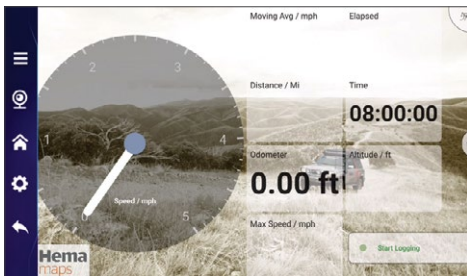 Moving Avg / mph
Elapsed
2
3
Distance / Mi
Time
08:00:00
1
4
Odometer
Altitude / ft
0.00 ft
Speed / mph
0
5
Max Speed / mph
Start Logging
Hema
maps